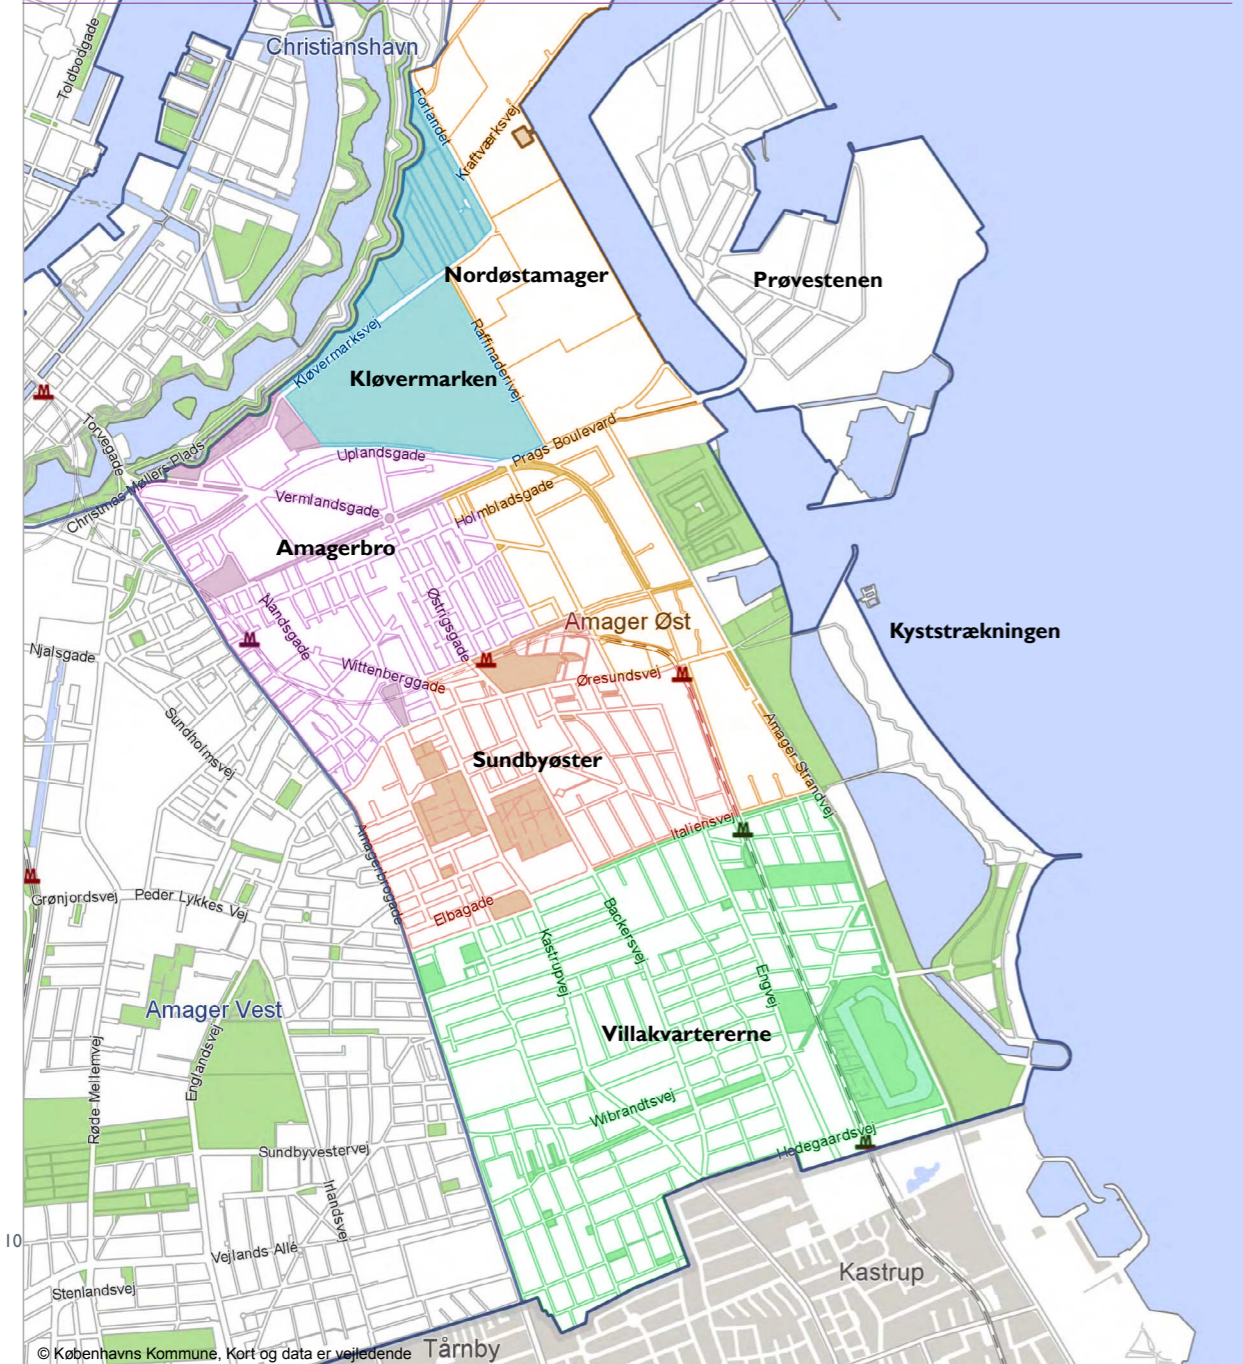 Toldbodgade
Christianshavn
Forlandet
Kraftværksvej
Nordøstamager
Prøvestenen
Kløvermarksvej
Raffinaderivej
Kløvermarken
M
Torvegade
Christmas Møllers Plads
Uplandsgade
Prags Boulevard
Vermlandsgade
Holmbladsgade
Amagerbro
Ålandsgade
Østrigsgade
Amager Øst
Kyststrækningen
M
Njalsgade
Wittenberggade
M
Øresundsvej
M
Sundholmsvej
Amager Strandvej
Sundbyøster
Italiensvej
M
Amagerbrogade
M
Grønjordsvej
Peder Lykkes Vej
Elbagade
Backersvej
Kastrupvej
Engvej
Amager Vest
Villakvartererne
Englandsvej
Røde Mellemvej
Wibrandtsvej
Hedegaardsvej
M
Sundbyvestervej
Irlandsvej
10
Vejlands Allé
Kastrup
Stenlandsvej
Tårnby
© Københavns Kommune, Kort og data er vejledende